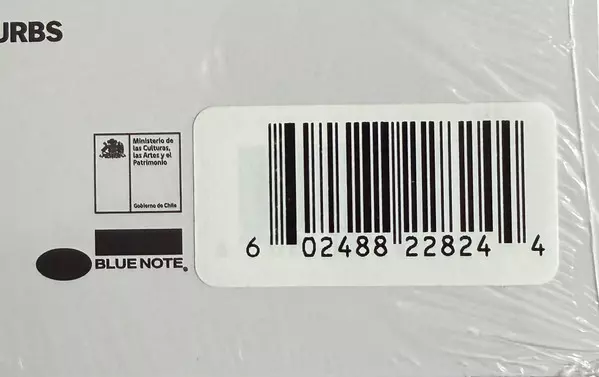 URBS
Ministerio de
las Culturas,
las Artes y el
Patrimonio
Gobierno de Chile
BLUE NOTE.
6 02488 22824 4